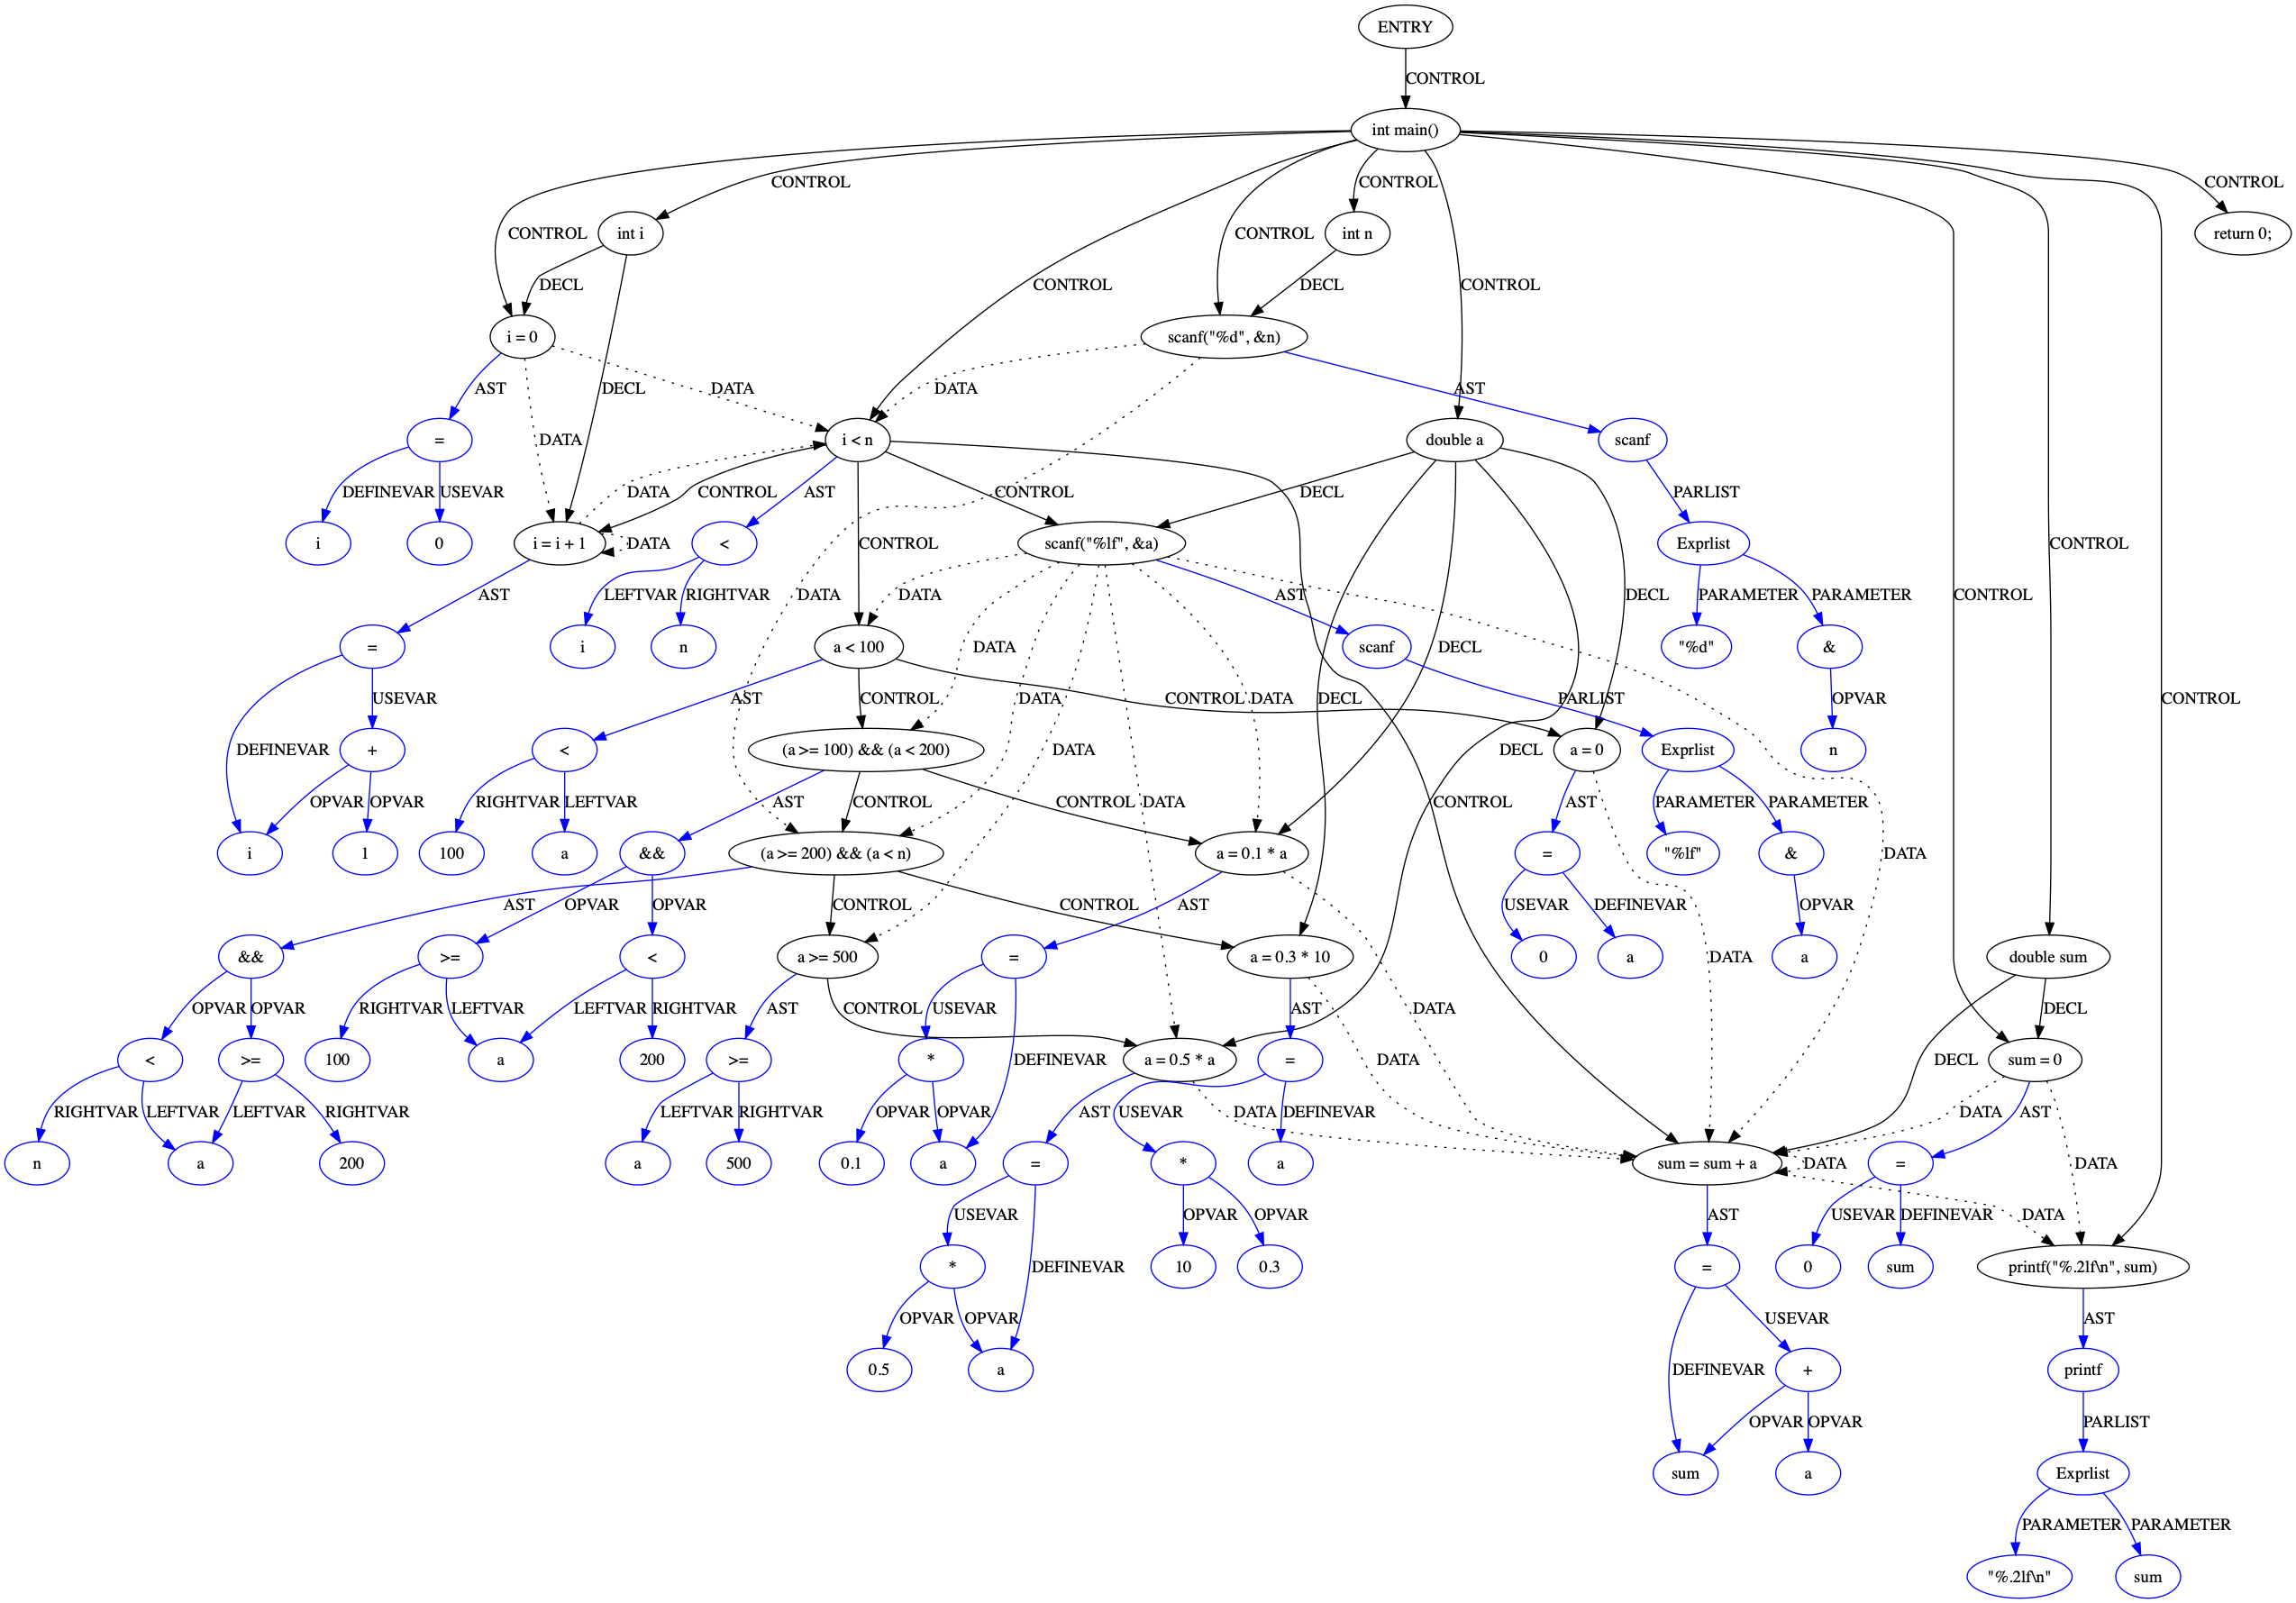 ENTRY
CONTROL
int main()
CONTROL
CONTROL
CONTROL
int i
CONTROL
CONTROL
int n
CONTROL
CONTROL
return 0;
DECL
DECL
i = 0
scanf("%d", &n)
AST
DATA
DECL
DATA
AST
=
DATA
i < n
double a
scanf
DEFINEVAR
USEVAR
DATA
CONTROL
AST
CONTROL
DECL
PARLIST
i
0
i = i + 1
DATA
<
CONTROL
scanf("%lf", &a)
Exprlist
CONTROL
AST
LEFTVAR
RIGHTVAR
DATA
DATA
AST
DECL
PARAMETER
PARAMETER
CONTROL
=
i
n
a < 100
DATA
scanf
DECL
"%d"
&
USEVAR
AST
CONTROL
DATA
DATA
DECL
CONTROL
PARLIST
OPVAR
CONTROL
DEFINEVAR
+
<
(a >= 100) && (a < 200)
DATA
DECL
a = 0
Exprlist
n
OPVAR
OPVAR
RIGHTVAR
LEFTVAR
AST
CONTROL
CONTROL
DATA
CONTROL
AST
PARAMETER
PARAMETER
i
1
100
a
&&
(a >= 200) && (a < n)
a = 0.1 * a
=
"%lf"
&
DATA
AST
OPVAR
OPVAR
CONTROL
CONTROL
AST
USEVAR
DEFINEVAR
OPVAR
&&
>=
<
a >= 500
=
a = 0.3 * 10
0
a
DATA
a
double sum
OPVAR
OPVAR
RIGHTVAR
LEFTVAR
LEFTVAR
RIGHTVAR
AST
CONTROL
USEVAR
AST
DATA
DECL
<
>=
100
a
200
>=
*
DEFINEVAR
a = 0.5 * a
=
DATA
DECL
sum = 0
RIGHTVAR
LEFTVAR
LEFTVAR
RIGHTVAR
LEFTVAR
RIGHTVAR
OPVAR
OPVAR
AST
USEVAR
DATA
DEFINEVAR
DATA
AST
n
a
200
a
500
0.1
a
=
*
a
sum = sum + a
DATA
=
DATA
USEVAR
OPVAR
OPVAR
AST
USEVAR
DEFINEVAR
DATA
*
DEFINEVAR
10
0.3
=
0
sum
printf("%.2lf\n", sum)
OPVAR
OPVAR
USEVAR
AST
0.5
a
DEFINEVAR
+
printf
OPVAR
OPVAR
PARLIST
sum
a
Exprlist
PARAMETER
PARAMETER
"%.2lf\n"
sum